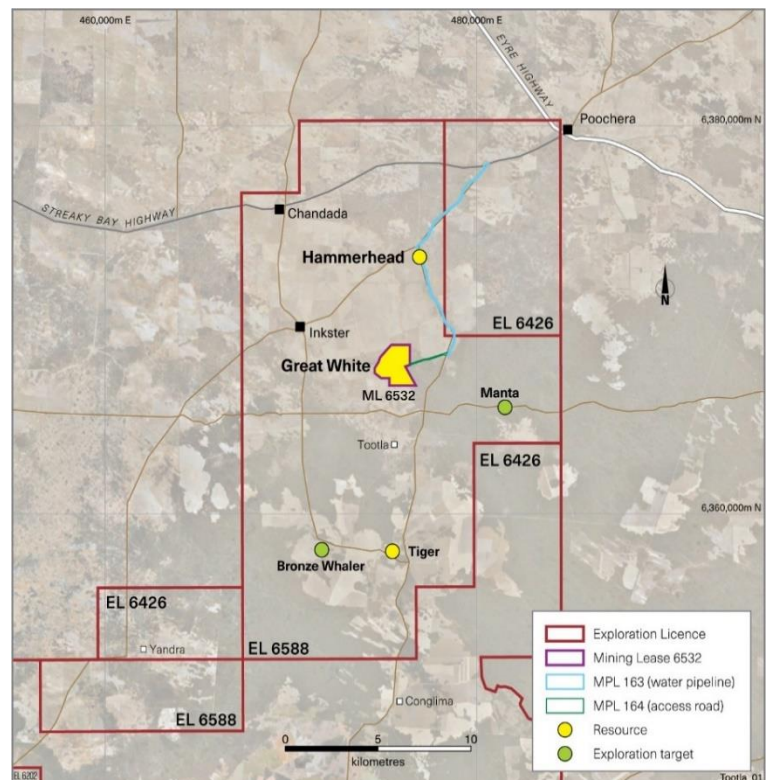 460,000m E
480,000m E
EYRE HIGHWAY
Poochera
6,380,000m N
STREAKY BAY HIGHWAY
Chandada
Hammerhead
N
EL 6426
Inkster
Great White
ML 6532
Manta
Tootla
EL 6426
6,360,000m N
Bronze Whaler
Tiger
EL 6426
Yandra
EL 6588
Conglima
EL 6588
EL 6202
Exploration Licence
Mining Lease 6532
MPL 163 (water pipeline)
MPL 164 (access road)
Resource
Exploration target
0 5 10
kilometres
Tootla_01